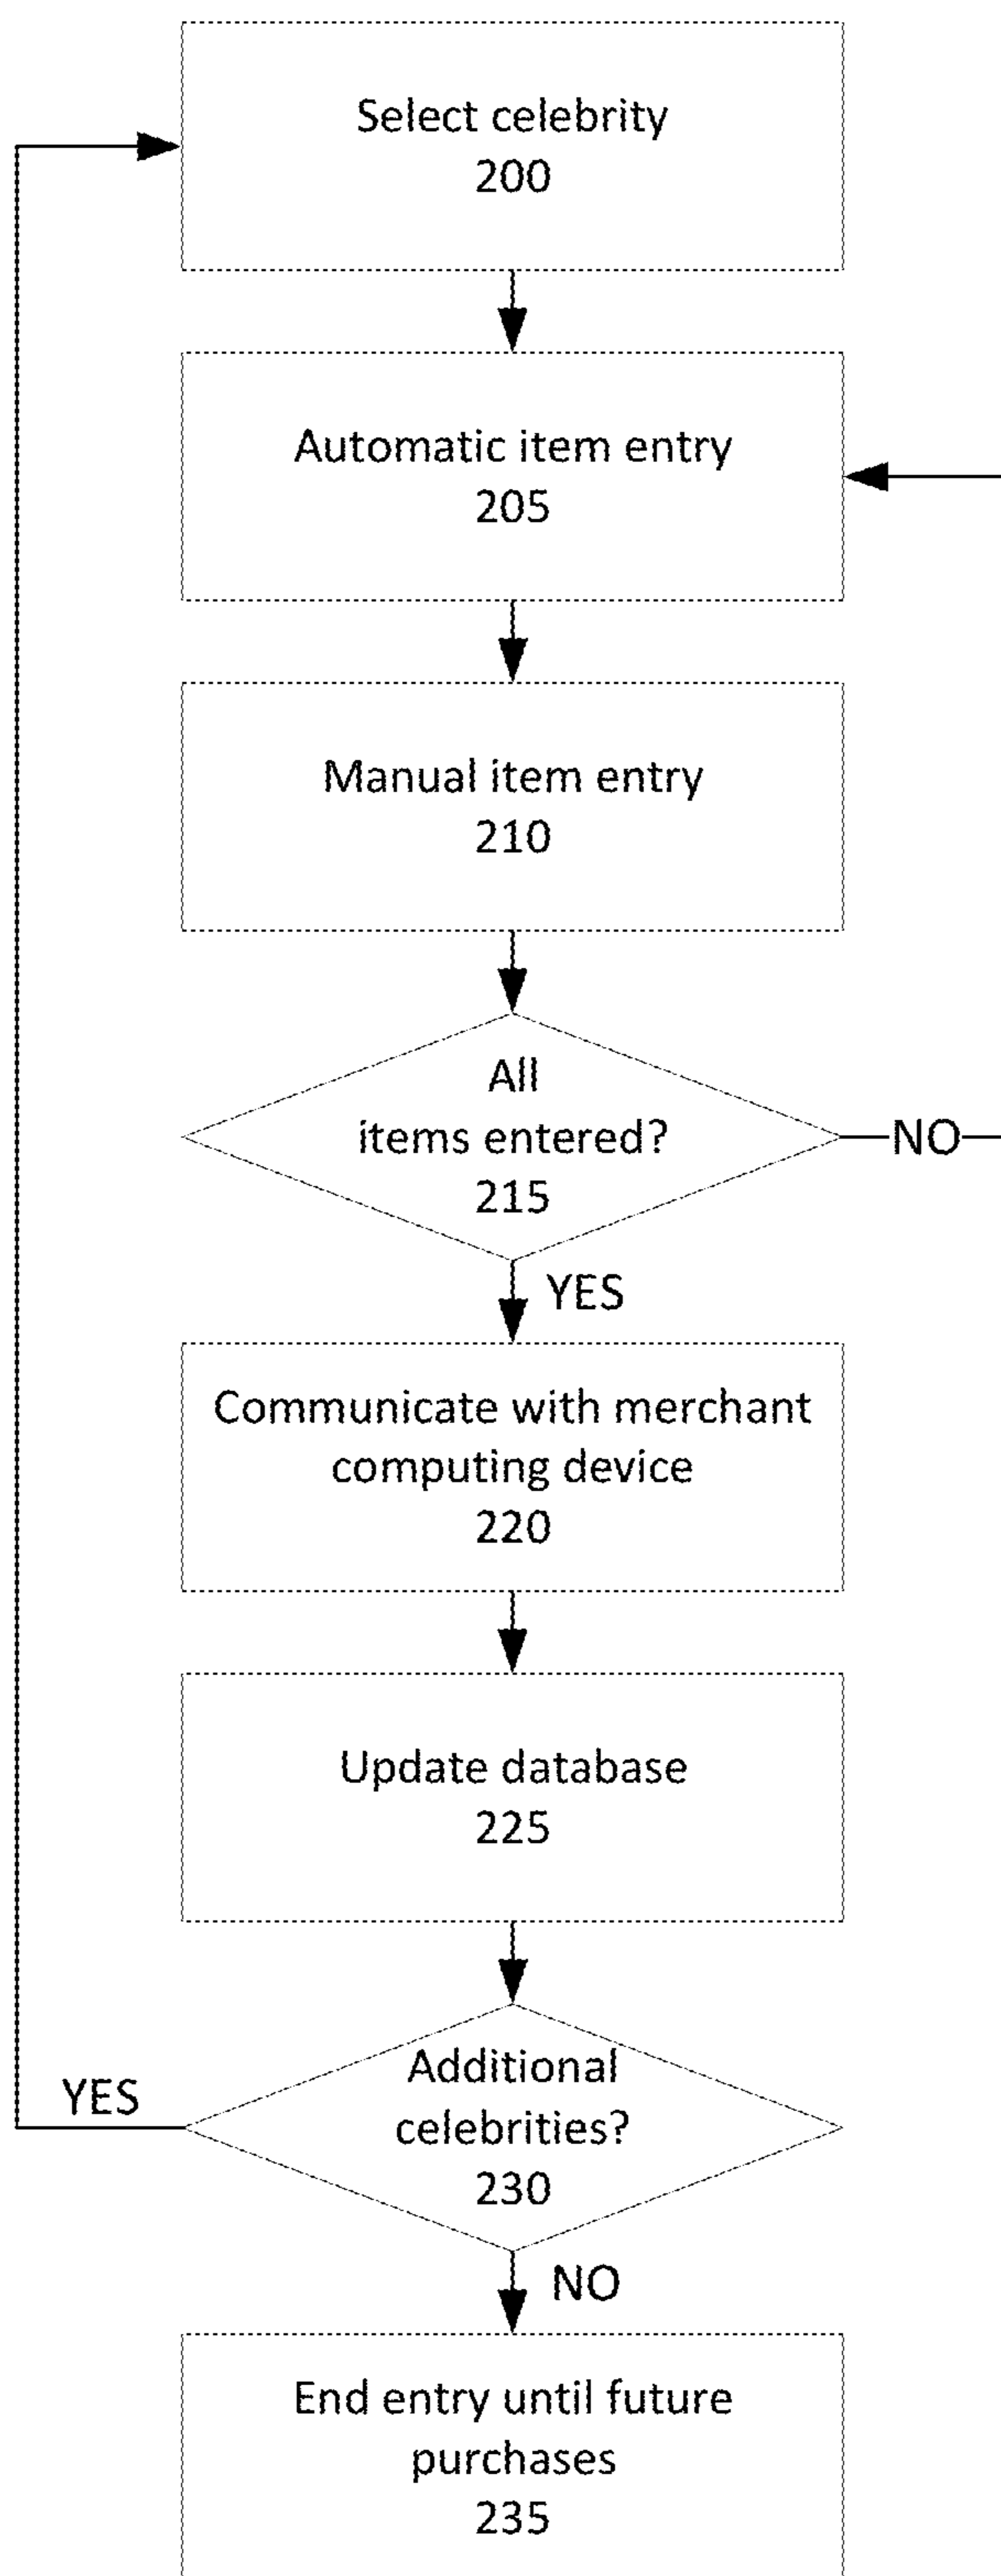 Select celebrity
200
Automatic item entry
205
Manual item entry
210
All
items entered?
215
NO
YES
Communicate with merchant
computing device
220
Update database
225
Additional
celebrities?
230
YES
NO
End entry until future
purchases
235